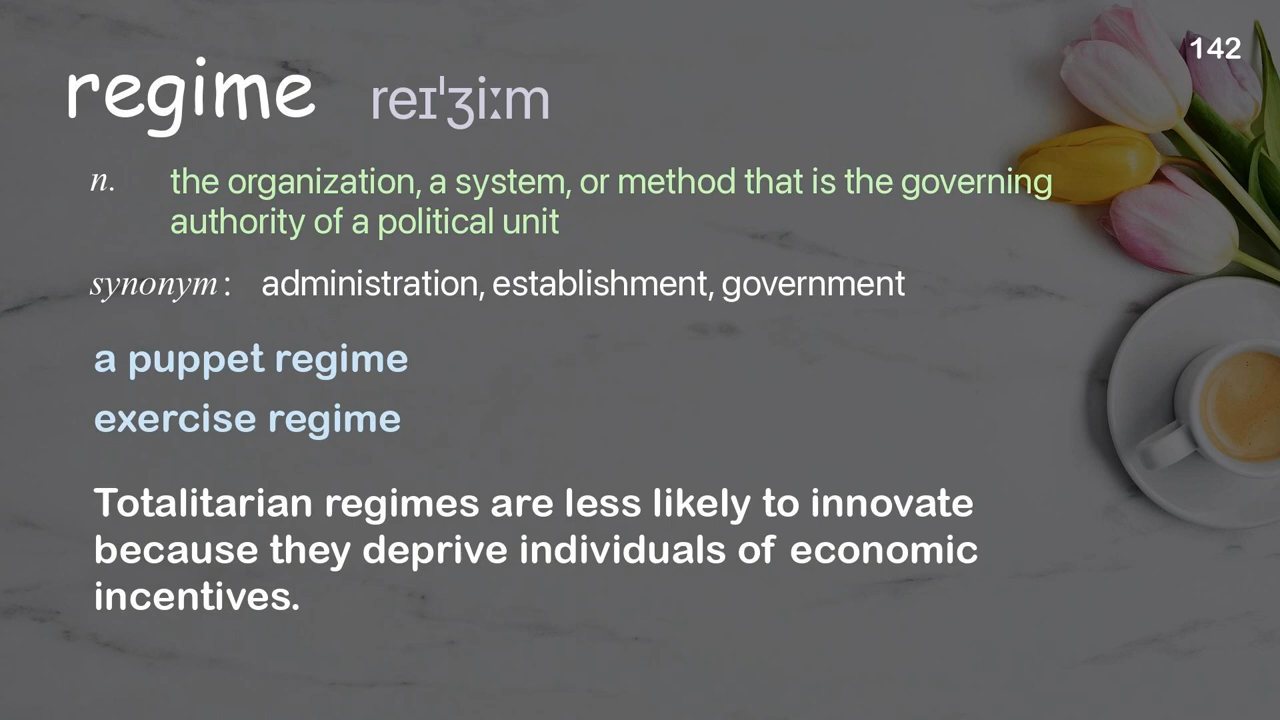 142
regime reɪˈʒiːm
n. the organization, a system, or method that is the governing
authority of a political unit
synonym : administration, establishment, government
a puppet regime
exercise regime
Totalitarian regimes are less likely to innovate
because they deprive individuals of economic
incentives.